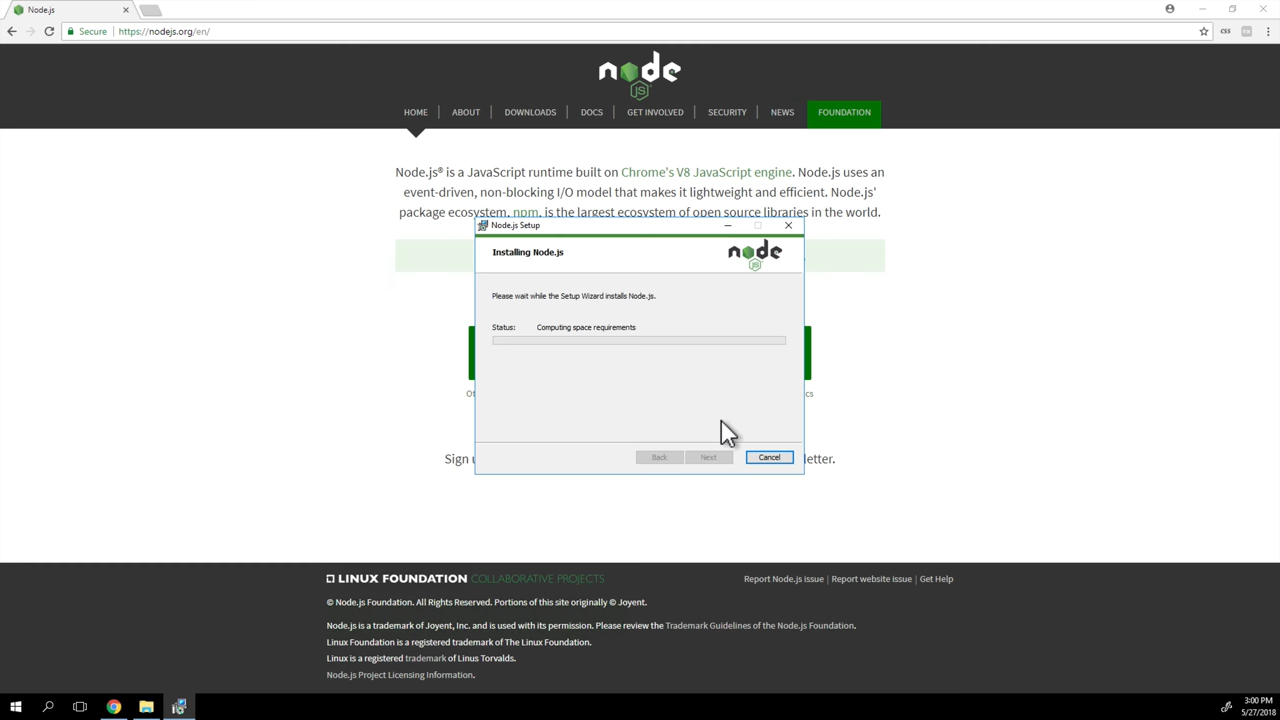 Node.js
Secure
https://nodejs.org/en/
css
node
JS
HOME
ABOUT
DOWNLOADS
DOCS
GET INVOLVED
SECURITY
NEWS
FOUNDATION
Node.js® is a JavaScript runtime built on Chrome's V8 JavaScript engine. Node.js uses an
event-driven, non-blocking I/O model that makes it lightweight and efficient. Node.js'
package ecosystem, npm, is the largest ecosystem of open source libraries in the world.
Node.js Setup
Installing Node.js
node
JS
Please wait while the Setup Wizard installs Node.js.
Status: Computing space requirements
Back
Next
Cancel
Sign
letter.
LINUX FOUNDATION COLLABORATIVE PROJECTS
Report Node.js issue | Report website issue | Get Help
© Node.js Foundation. All Rights Reserved. Portions of this site originally © Joyent.
Node.js is a trademark of Joyent, Inc. and is used with its permission. Please review the Trademark Guidelines of the Node.js Foundation.
Linux Foundation is a registered trademark of The Linux Foundation.
Linux is a registered trademark of Linus Torvalds.
Node.js Project Licensing Information.
3:00 PM
5/27/2018